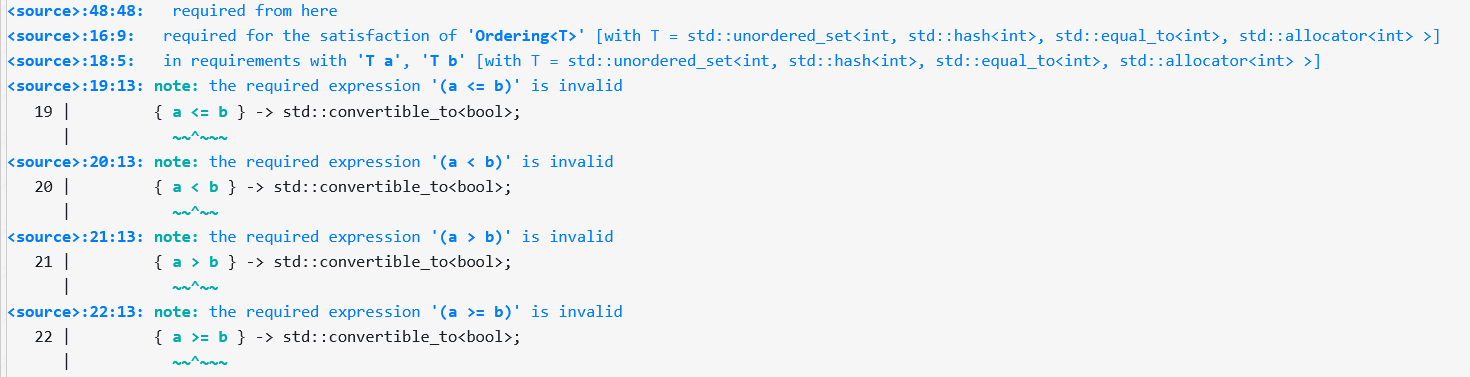 <source>:48:48:   required from here
<source>:16:9:   required for the satisfaction of 'Ordering<T>' [with T = std::unordered_set<int, std::hash<int>, std::equal_to<int>, std::allocator<int> >]
<source>:18:5:   in requirements with 'T a', 'T b' [with T = std::unordered_set<int, std::hash<int>, std::equal_to<int>, std::allocator<int> >]
<source>:19:13: note: the required expression '(a <= b)' is invalid
   19 |         { a <= b } -> std::convertible_to<bool>;
      |           ~~^~~~
<source>:20:13: note: the required expression '(a < b)' is invalid
   20 |         { a < b } -> std::convertible_to<bool>;
      |           ~~^~~
<source>:21:13: note: the required expression '(a > b)' is invalid
   21 |         { a > b } -> std::convertible_to<bool>;
      |           ~~^~~
<source>:22:13: note: the required expression '(a >= b)' is invalid
   22 |         { a >= b } -> std::convertible_to<bool>;
      |           ~~^~~~